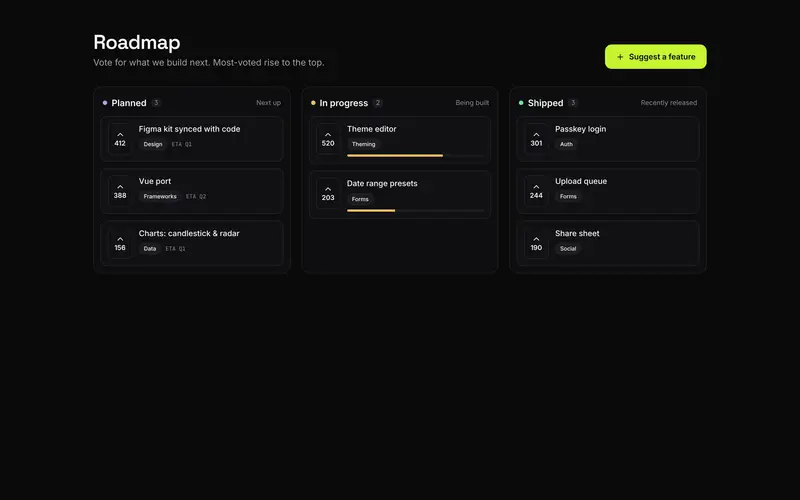 Roadmap
Vote for what we build next. Most-voted rise to the top.
+ Suggest a feature
Planned 3 Next up
412 Figma kit synced with code
Design ETA Q1
388 Vue port
Frameworks ETA Q2
156 Charts: candlestick & radar
Data ETA Q1
In progress 2 Being built
520 Theme editor
Theming
203 Date range presets
Forms
Shipped 3 Recently released
301 Passkey login
Auth
244 Upload queue
Forms
190 Share sheet
Social